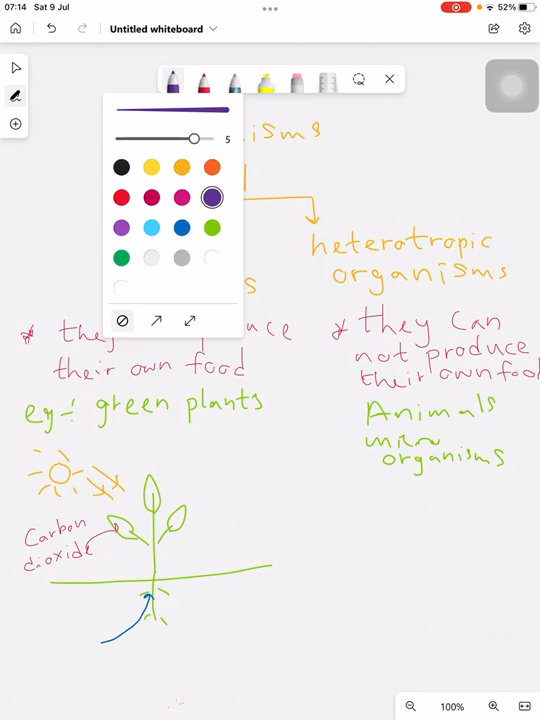 07:14 Sat 9 Jul
52%
Untitled whiteboard
5
isms
heterotropic
organisms
s
* they uce
their own food
eg-: green plants
* They Can
not produce
their own food
Animals
micro
organisms
Carbon
dioxide
100%